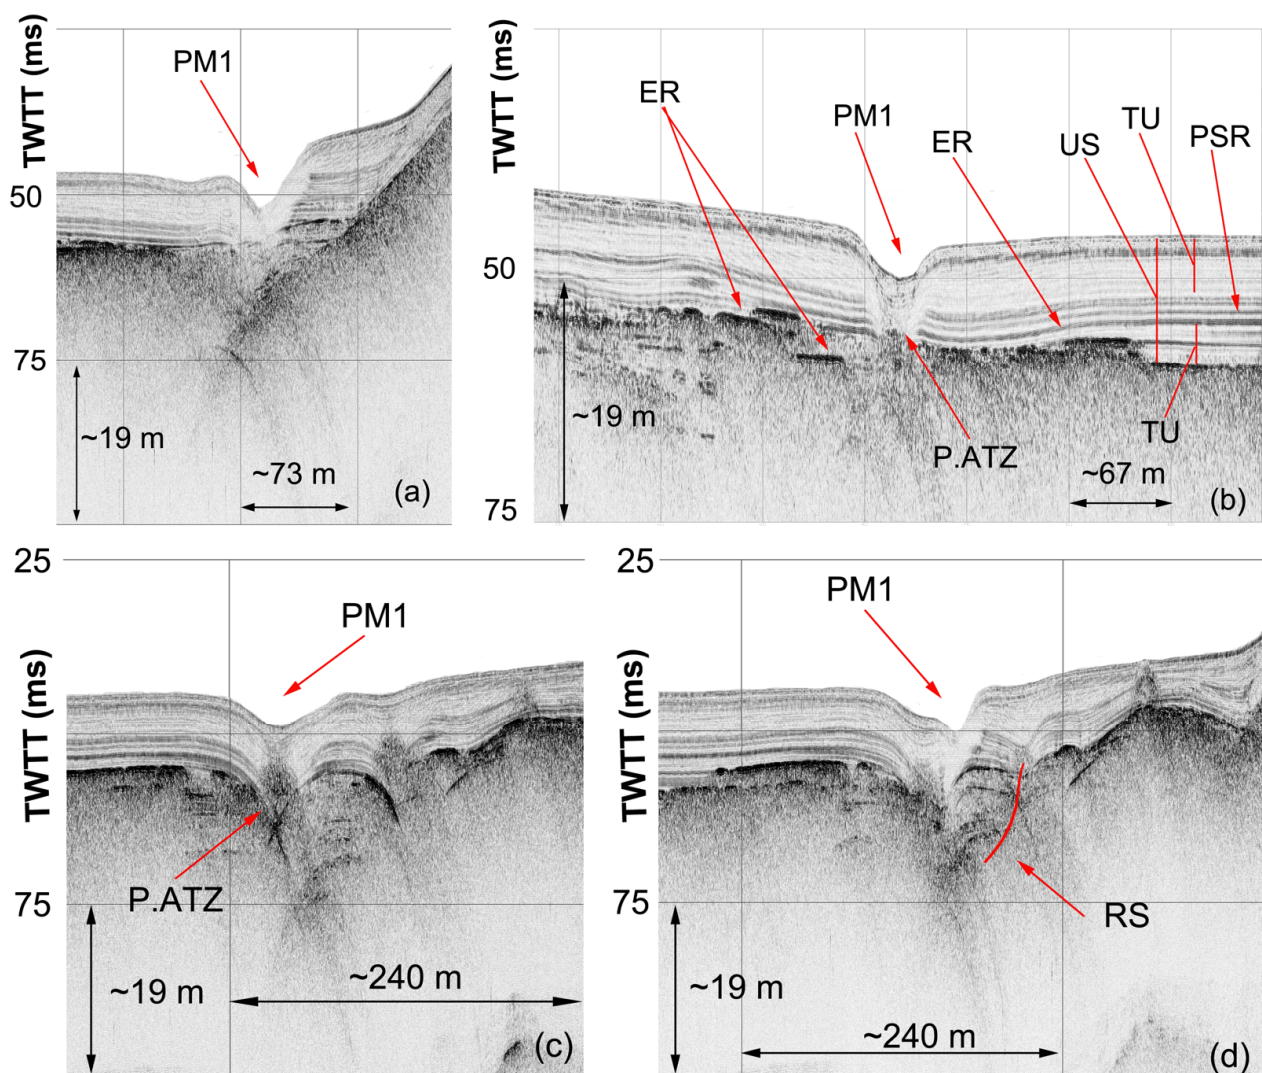 TWTT (ms)
PM1
50
75
~19 m
~73 m
(a)
TWTT (ms)
ER
PM1
ER
US
TU
PSR
50
~19 m
P.ATZ
TU
~67 m
75
(b)
25
TWTT (ms)
PM1
P.ATZ
75
~19 m
~240 m
(c)
25
TWTT (ms)
PM1
75
RS
~19 m
~240 m
(d)